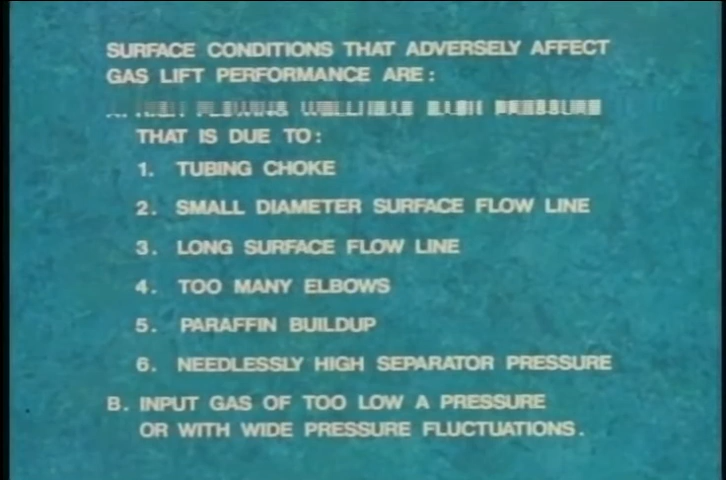 SURFACE CONDITIONS THAT ADVERSELY AFFECT
GAS LIFT PERFORMANCE ARE:
FLOWING PRESSURE
THAT IS DUE TO:
1. TUBING CHOKE
2. SMALL DIAMETER SURFACE FLOW LINE
3. LONG SURFACE FLOW LINE
4. TOO MANY ELBOWS
5. PARAFFIN BUILDUP
6. NEEDLESSLY HIGH SEPARATOR PRESSURE
B. INPUT GAS OF TOO LOW A PRESSURE
OR WITH WIDE PRESSURE FLUCTUATIONS.